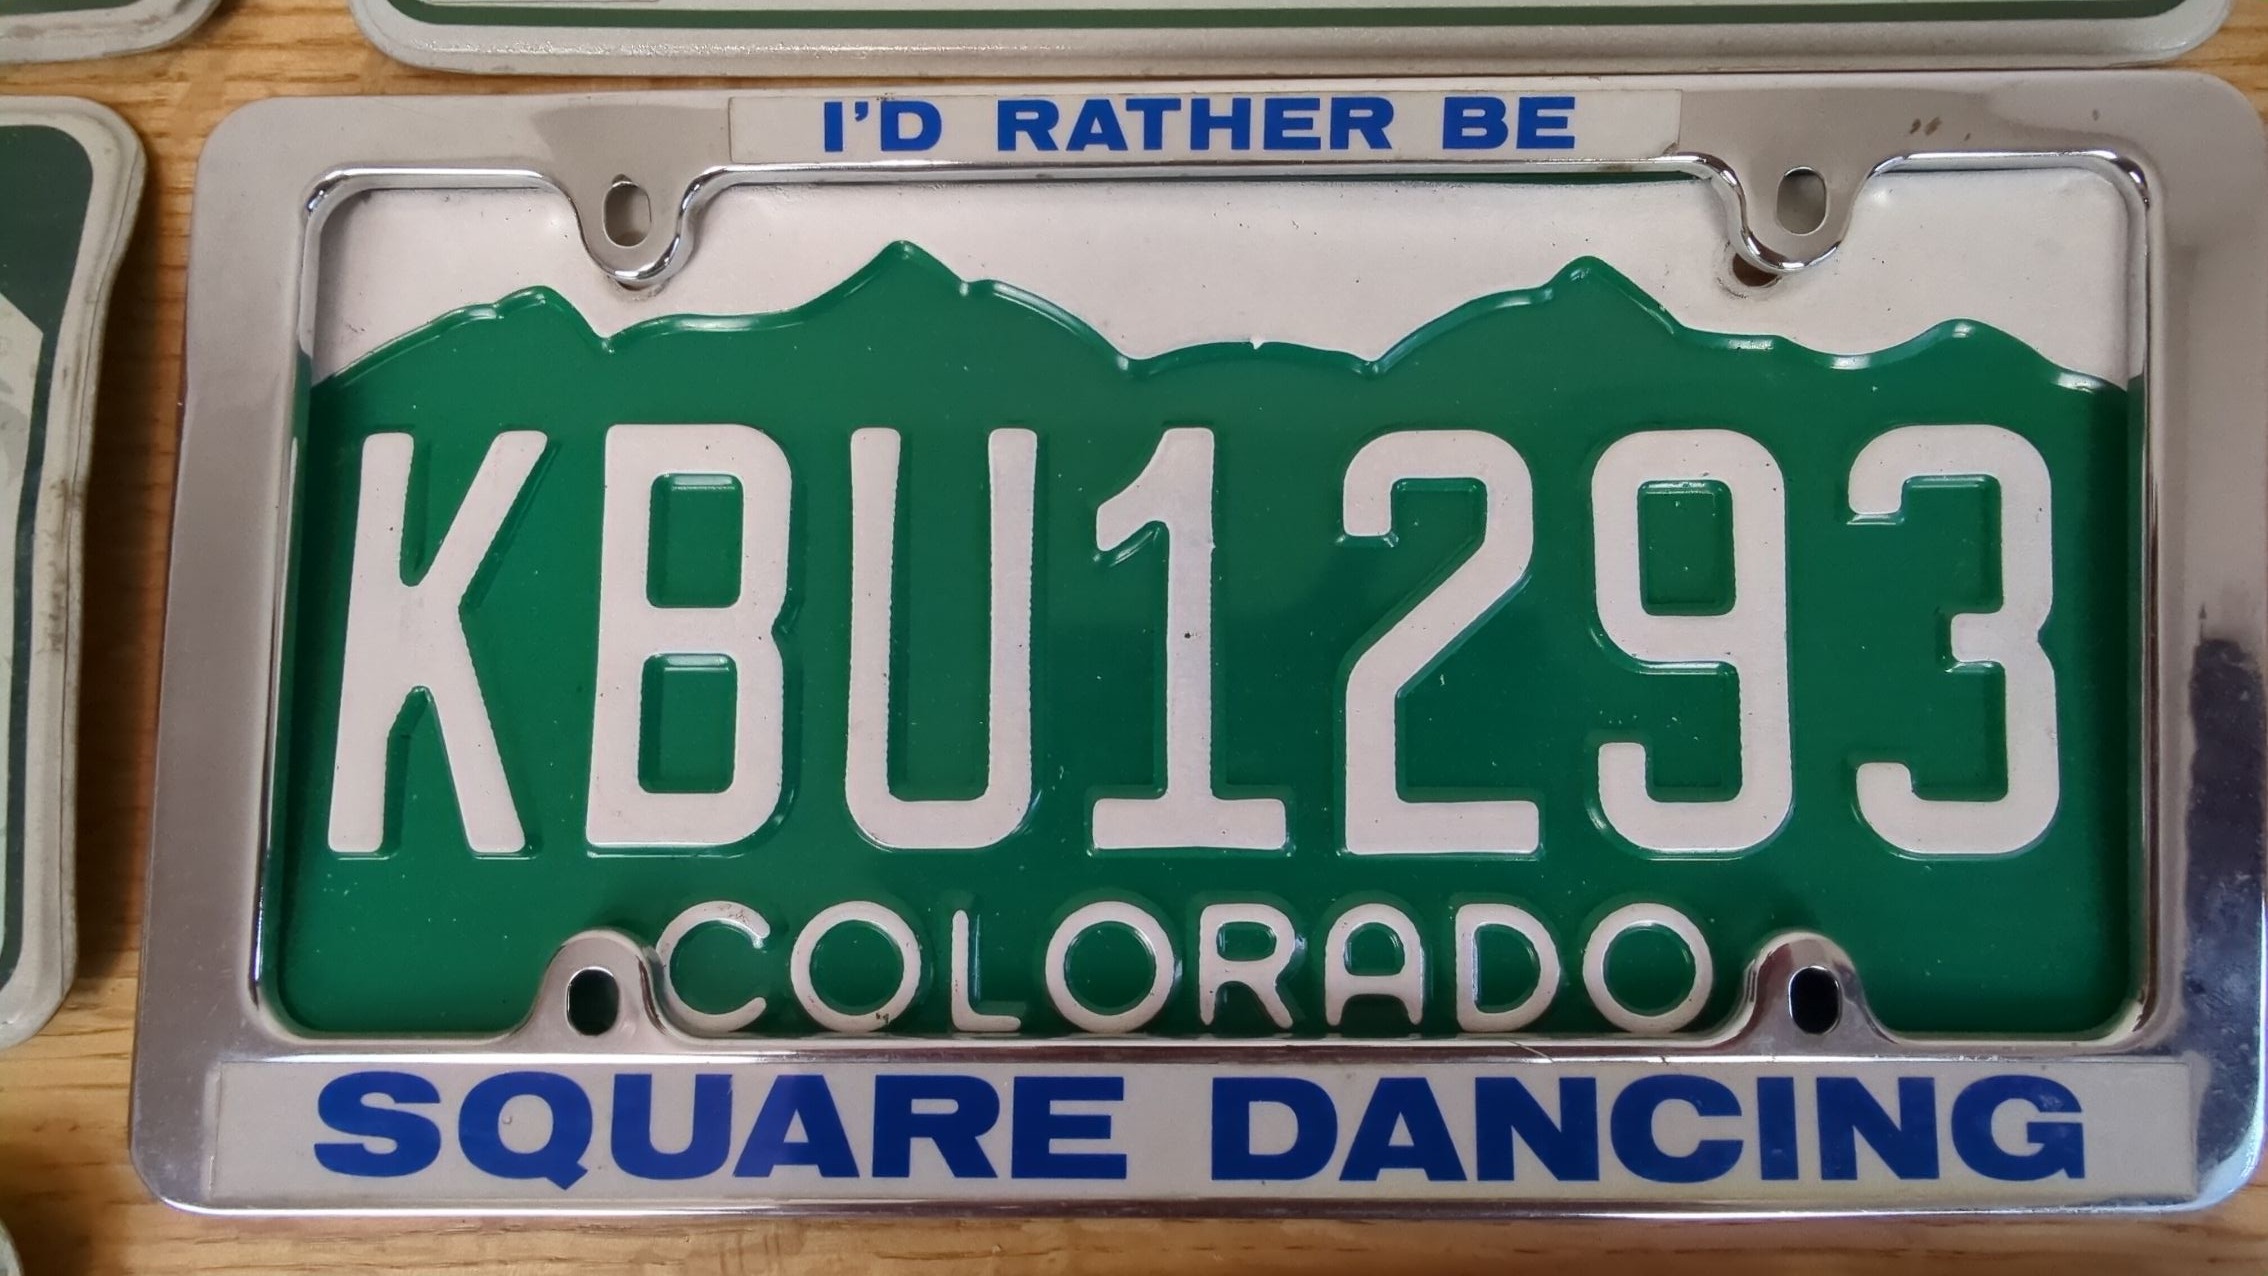 I'D RATHER BE
KBU1293
COLORADO
SQUARE DANCING